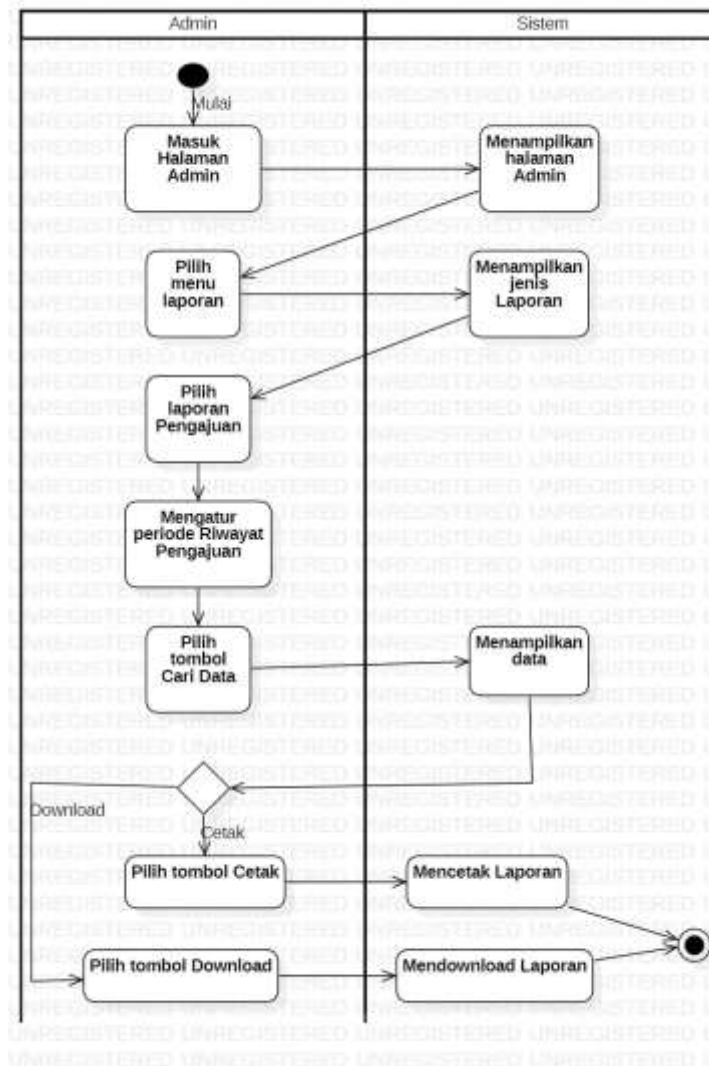 Admin
Sistem
Mulai
Masuk
Halaman
Admin
Menampilkan
halaman
Admin
Pilih
menu
laporan
Menampilkan
jenis
Laporan
Pilih
laporan
Pengajuan
Mengatur
periode Riwayat
Pengajuan
Pilih
tombol
Cari Data
Menampilkan
data
Download
Cetak
Pilih tombol Cetak
Mencetak Laporan
Pilih tombol Download
Mendownload Laporan
UNREGISTERED